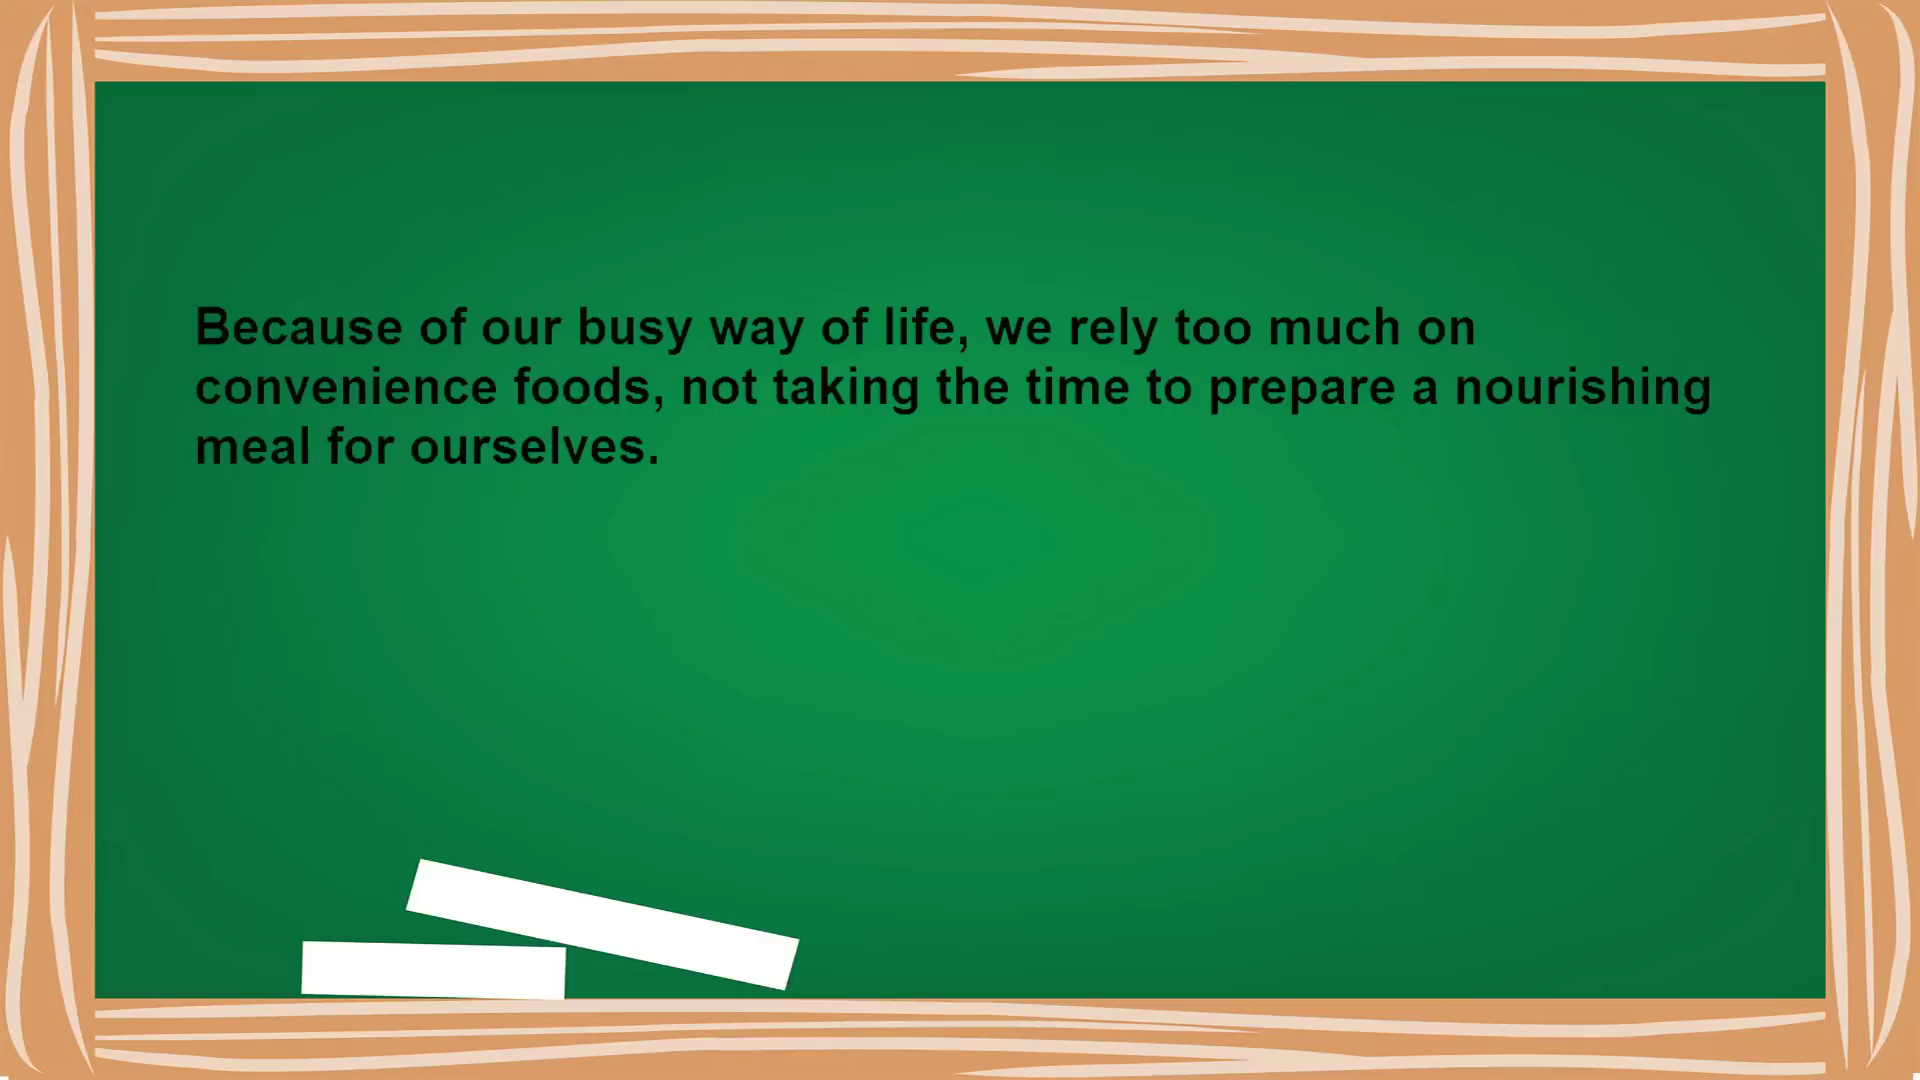 Because of our busy way of life, we rely too much on
convenience foods, not taking the time to prepare a nourishing
meal for ourselves.